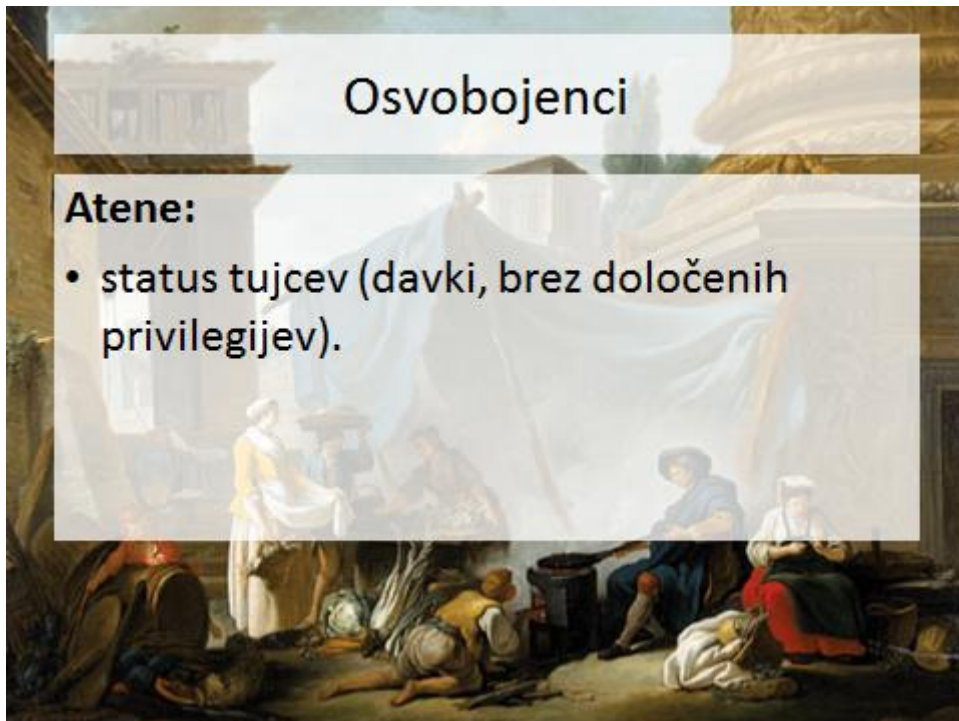 Osvobojenci
Atene:
• status tujcev (davki, brez določenih
privilegijev).